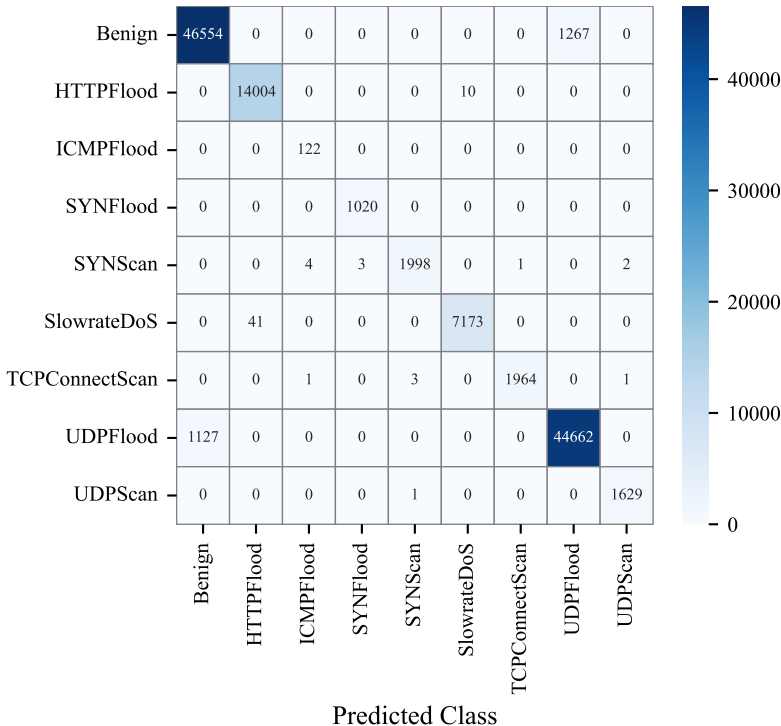 Benign 46554 0 0 0 0 0 0 1267 0
HTTPFlood 0 14004 0 0 0 10 0 0 0
ICMPFlood 0 0 122 0 0 0 0 0 0
SYNFlood 0 0 0 1020 0 0 0 0 0
SYNScan 0 0 4 3 1998 0 1 0 2
SlowrateDoS 0 41 0 0 0 7173 0 0 0
TCPConnectScan 0 0 1 0 3 0 1964 0 1
UDPFlood 1127 0 0 0 0 0 0 44662 0
UDPScan 0 0 0 0 1 0 0 0 1629
Benign
HTTPFlood
ICMPFlood
SYNFlood
SYNScan
SlowrateDoS
TCPConnectScan
UDPFlood
UDPScan
Predicted Class
40000
30000
20000
10000
0